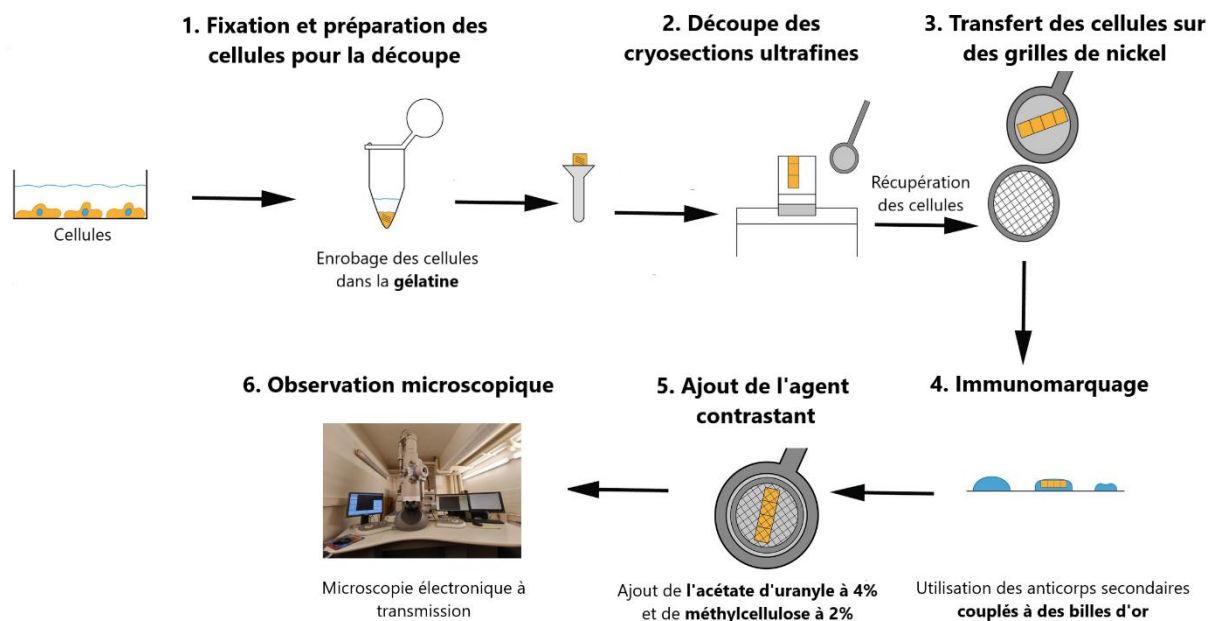 1. Fixation et préparation des
cellules pour la découpe
2. Découpe des
cryosections ultrafines
3. Transfert des cellules sur
des grilles de nickel
Cellules
Enrobage des cellules
dans la gélatine
Récupération
des cellules
6. Observation microscopique
5. Ajout de l'agent
contrastant
4. Immunomarquage
Microscopie électronique à
transmission
Ajout de l'acétate d'uranyle à 4%
et de méthylcellulose à 2%
Utilisation des anticorps secondaires
couplés à des billes d'or